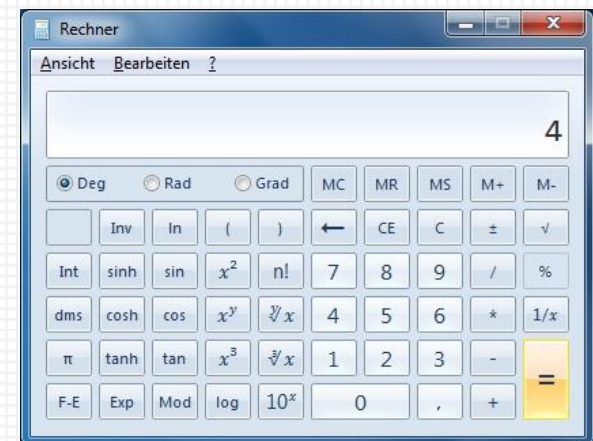 Rechner
Ansicht Bearbeiten ?
4
Deg Rad Grad MC MR MS M+ M-
Inv ln ( ) ← CE C ± √
Int sinh sin x² n! 7 8 9 / %
dms cosh cos xʸ ʸ√x 4 5 6 * 1/x
π tanh tan x³ ³√x 1 2 3 - =
F-E Exp Mod log 10ˣ 0 , +